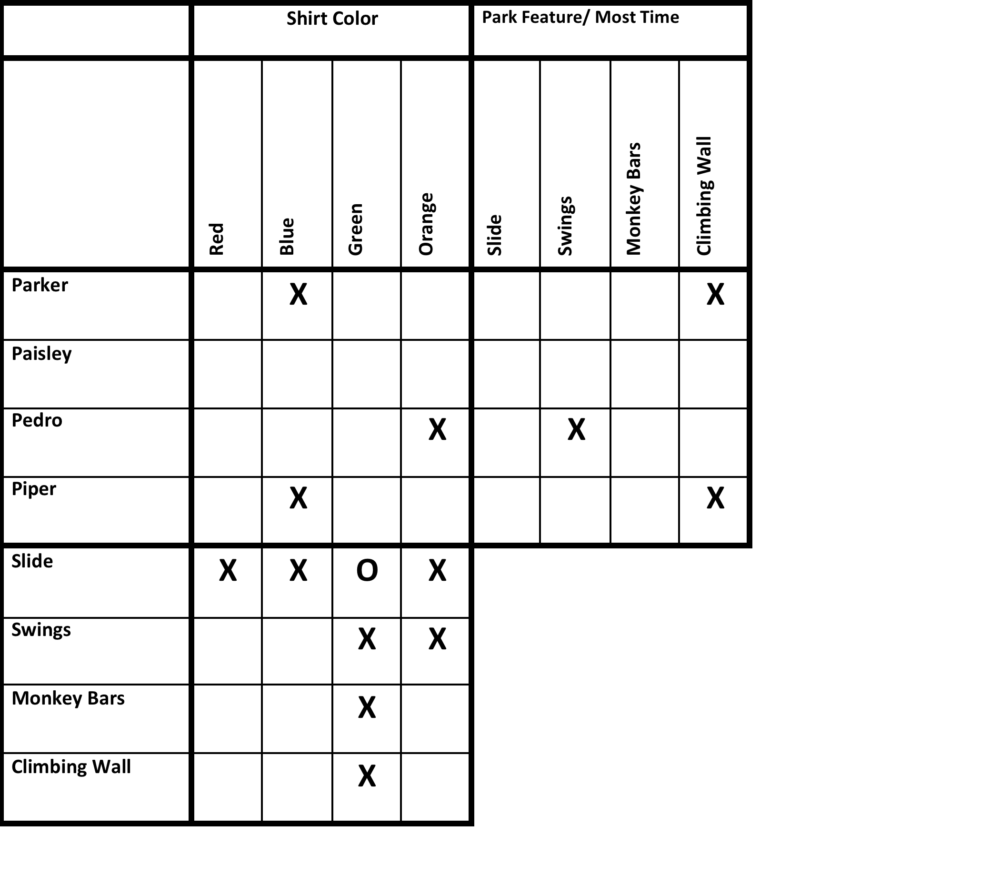 Shirt Color Park Feature/ Most Time
Red Blue Green Orange Slide Swings Monkey Bars Climbing Wall
Parker X X
Paisley
Pedro X X
Piper X X
Slide X X O X
Swings X X
Monkey Bars X
Climbing Wall X